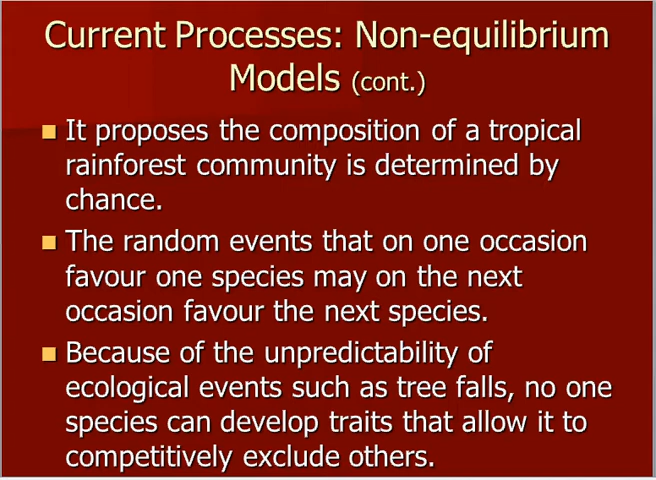 Current Processes: Non-equilibrium
Models (cont.)
It proposes the composition of a tropical
rainforest community is determined by
chance.
The random events that on one occasion
favour one species may on the next
occasion favour the next species.
Because of the unpredictability of
ecological events such as tree falls, no one
species can develop traits that allow it to
competitively exclude others.